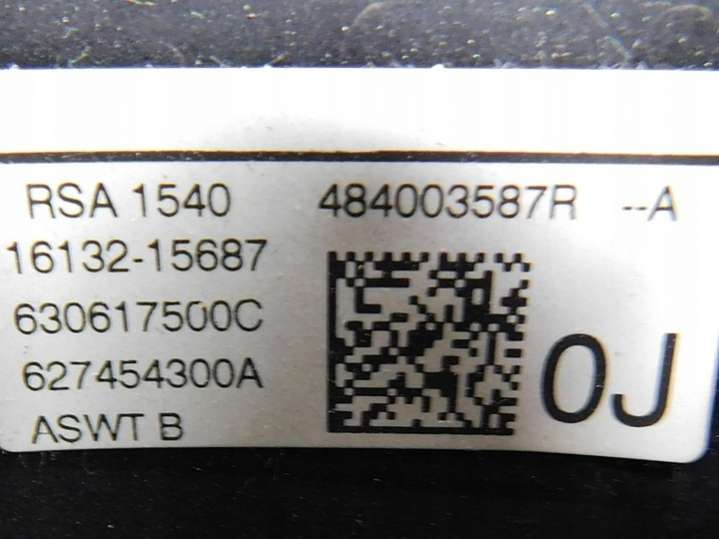 RSA 1540 484003587R --A
16132-15687
630617500C
627454300A
ASWT B
0J